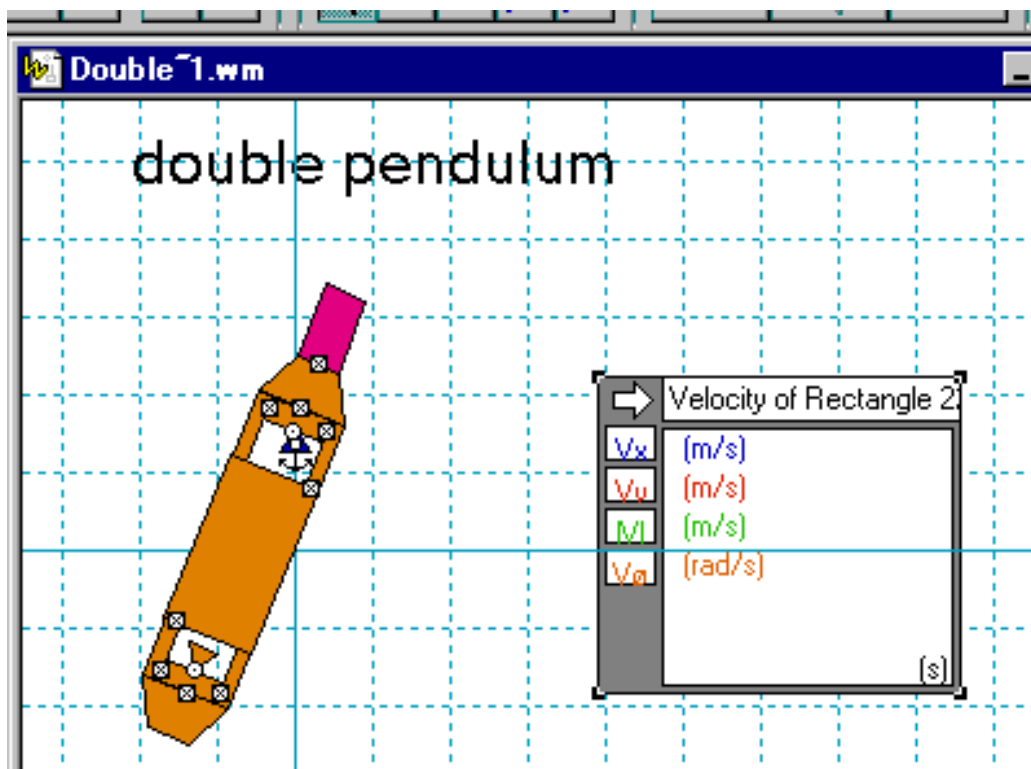 Double~1.wm
double pendulum
Velocity of Rectangle 2
Vx (m/s)
Vy (m/s)
|V| (m/s)
Vø (rad/s)
(s)